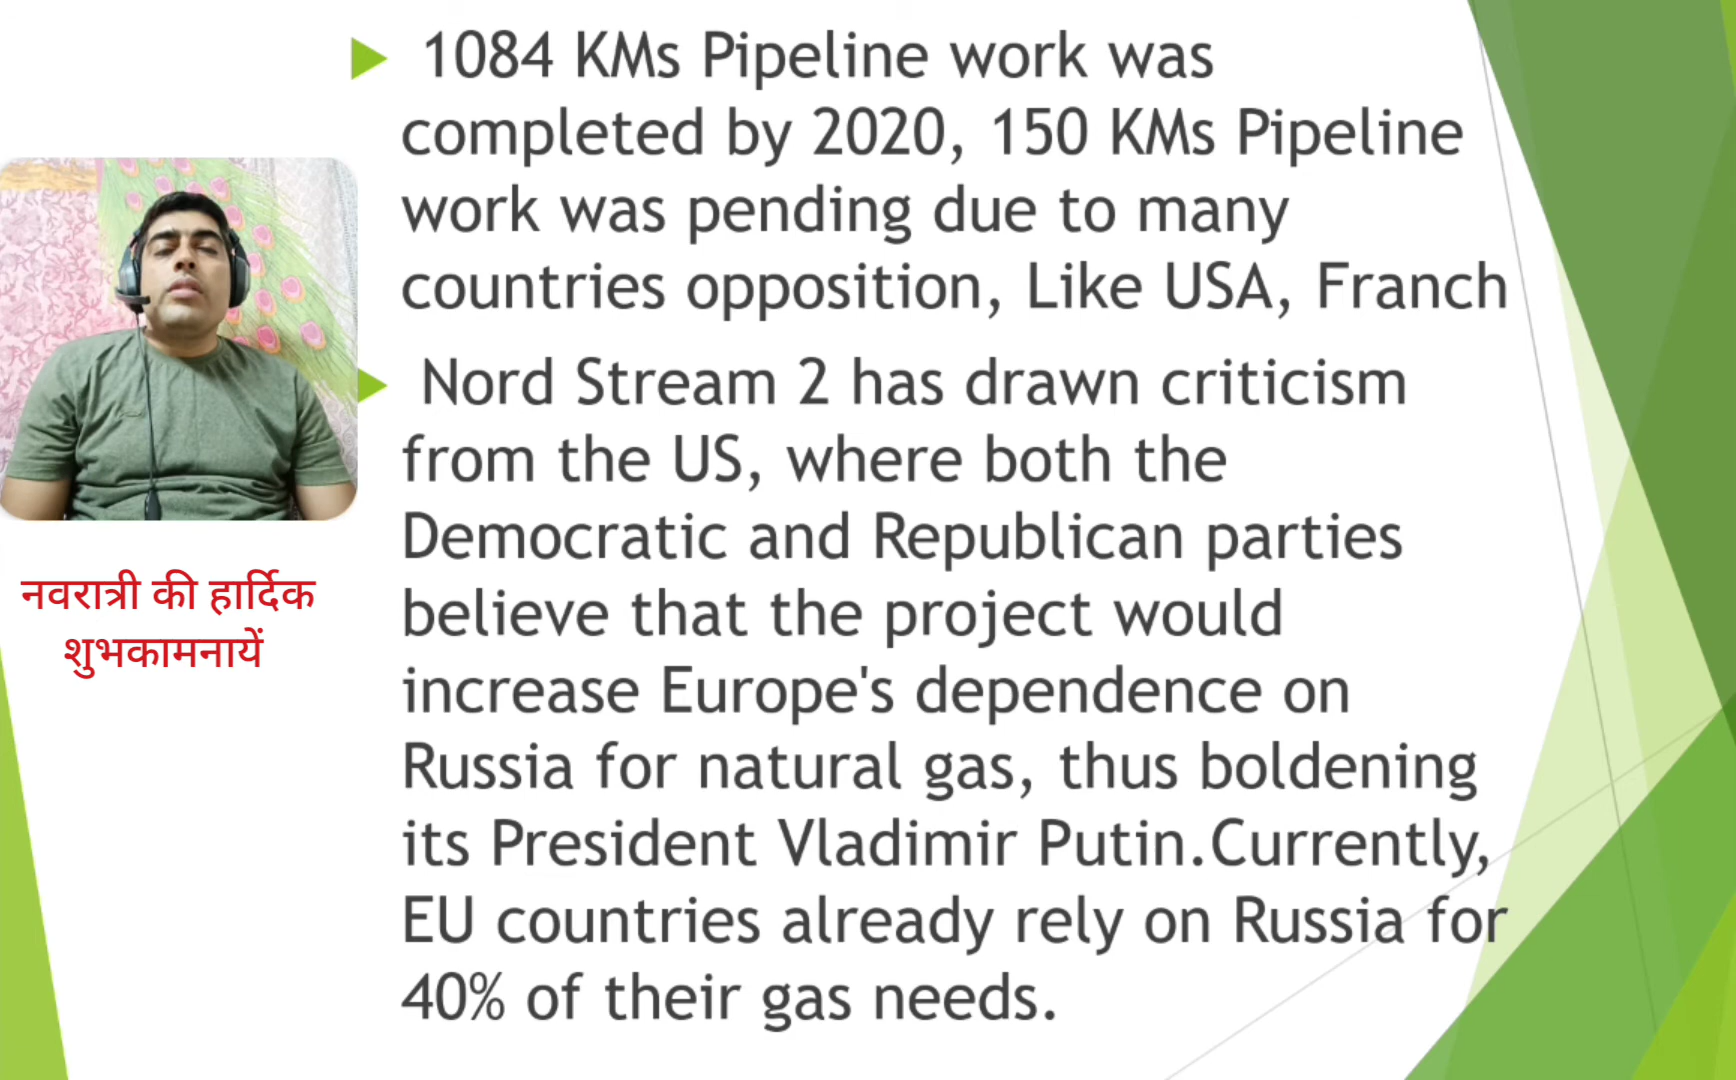 1084 KMs Pipeline work was
completed by 2020, 150 KMs Pipeline
work was pending due to many
countries opposition, Like USA, Franch
Nord Stream 2 has drawn criticism
from the US, where both the
Democratic and Republican parties
believe that the project would
increase Europe's dependence on
Russia for natural gas, thus boldening
its President Vladimir Putin.Currently,
EU countries already rely on Russia for
40% of their gas needs.
नवरात्री की हार्दिक
शुभकामनायें